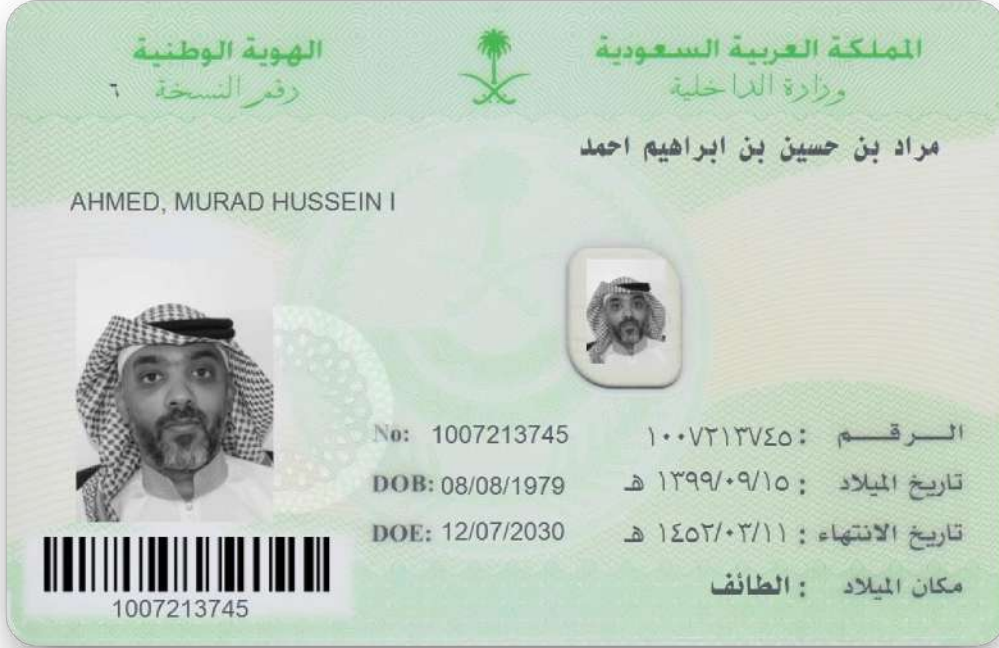 المملكة العربية السعودية
وزارة الداخلية
الهوية الوطنية
رقم النسخة ٦
مراد بن حسين بن ابراهيم احمد
AHMED, MURAD HUSSEIN I
الـرقـم : ١٠٠٧٢١٣٧٤٥ No: 1007213745
تاريخ الميلاد : ١٣٩٩/٠٩/١٥ هـ DOB: 08/08/1979
تاريخ الانتهاء : ١٤٥٢/٠٣/١١ هـ DOE: 12/07/2030
مكان الميلاد : الطائف
1007213745